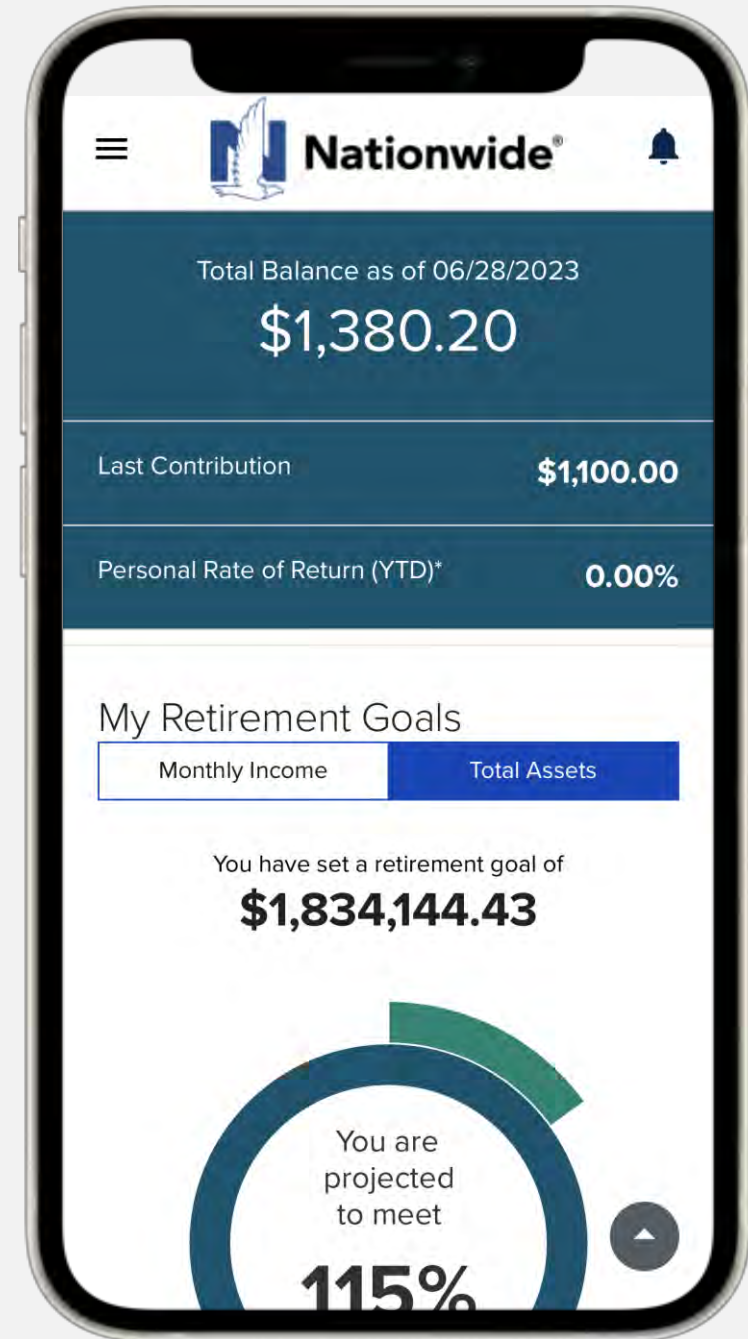 Nationwide®
Total Balance as of 06/28/2023
$1,380.20
Last Contribution $1,100.00
Personal Rate of Return (YTD)* 0.00%
My Retirement Goals
Monthly Income Total Assets
You have set a retirement goal of
$1,834,144.43
You are
projected
to meet
115%